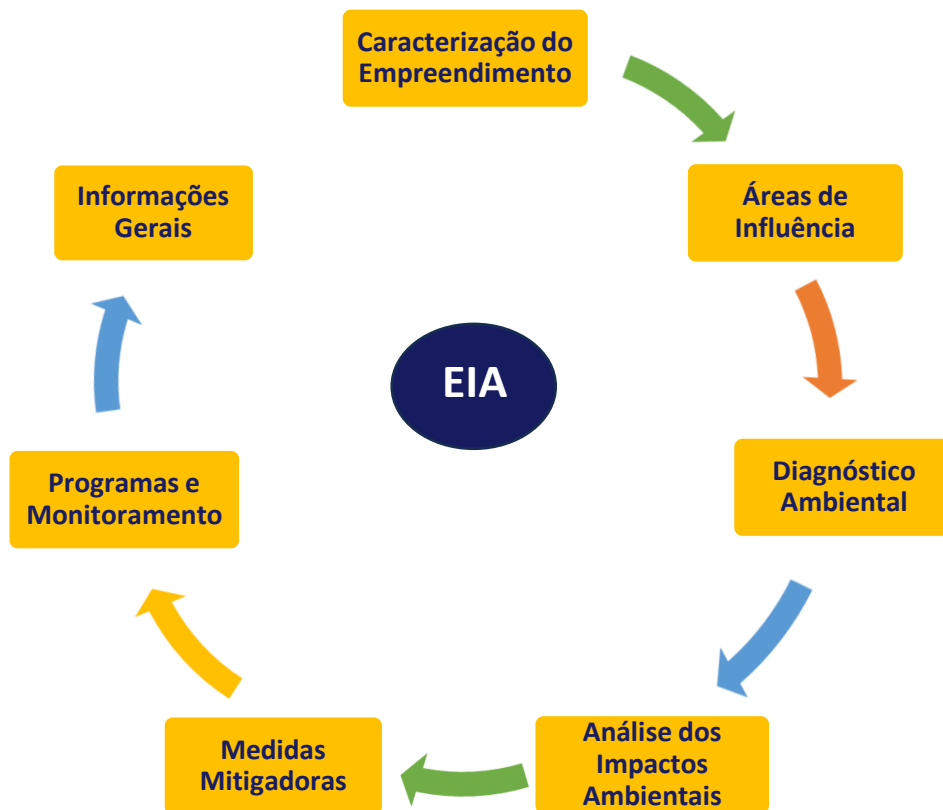 Caracterização do
Empreendimento
Áreas de
Influência
Diagnóstico
Ambiental
Análise dos
Impactos
Ambientais
Medidas
Mitigadoras
Programas e
Monitoramento
Informações
Gerais
EIA